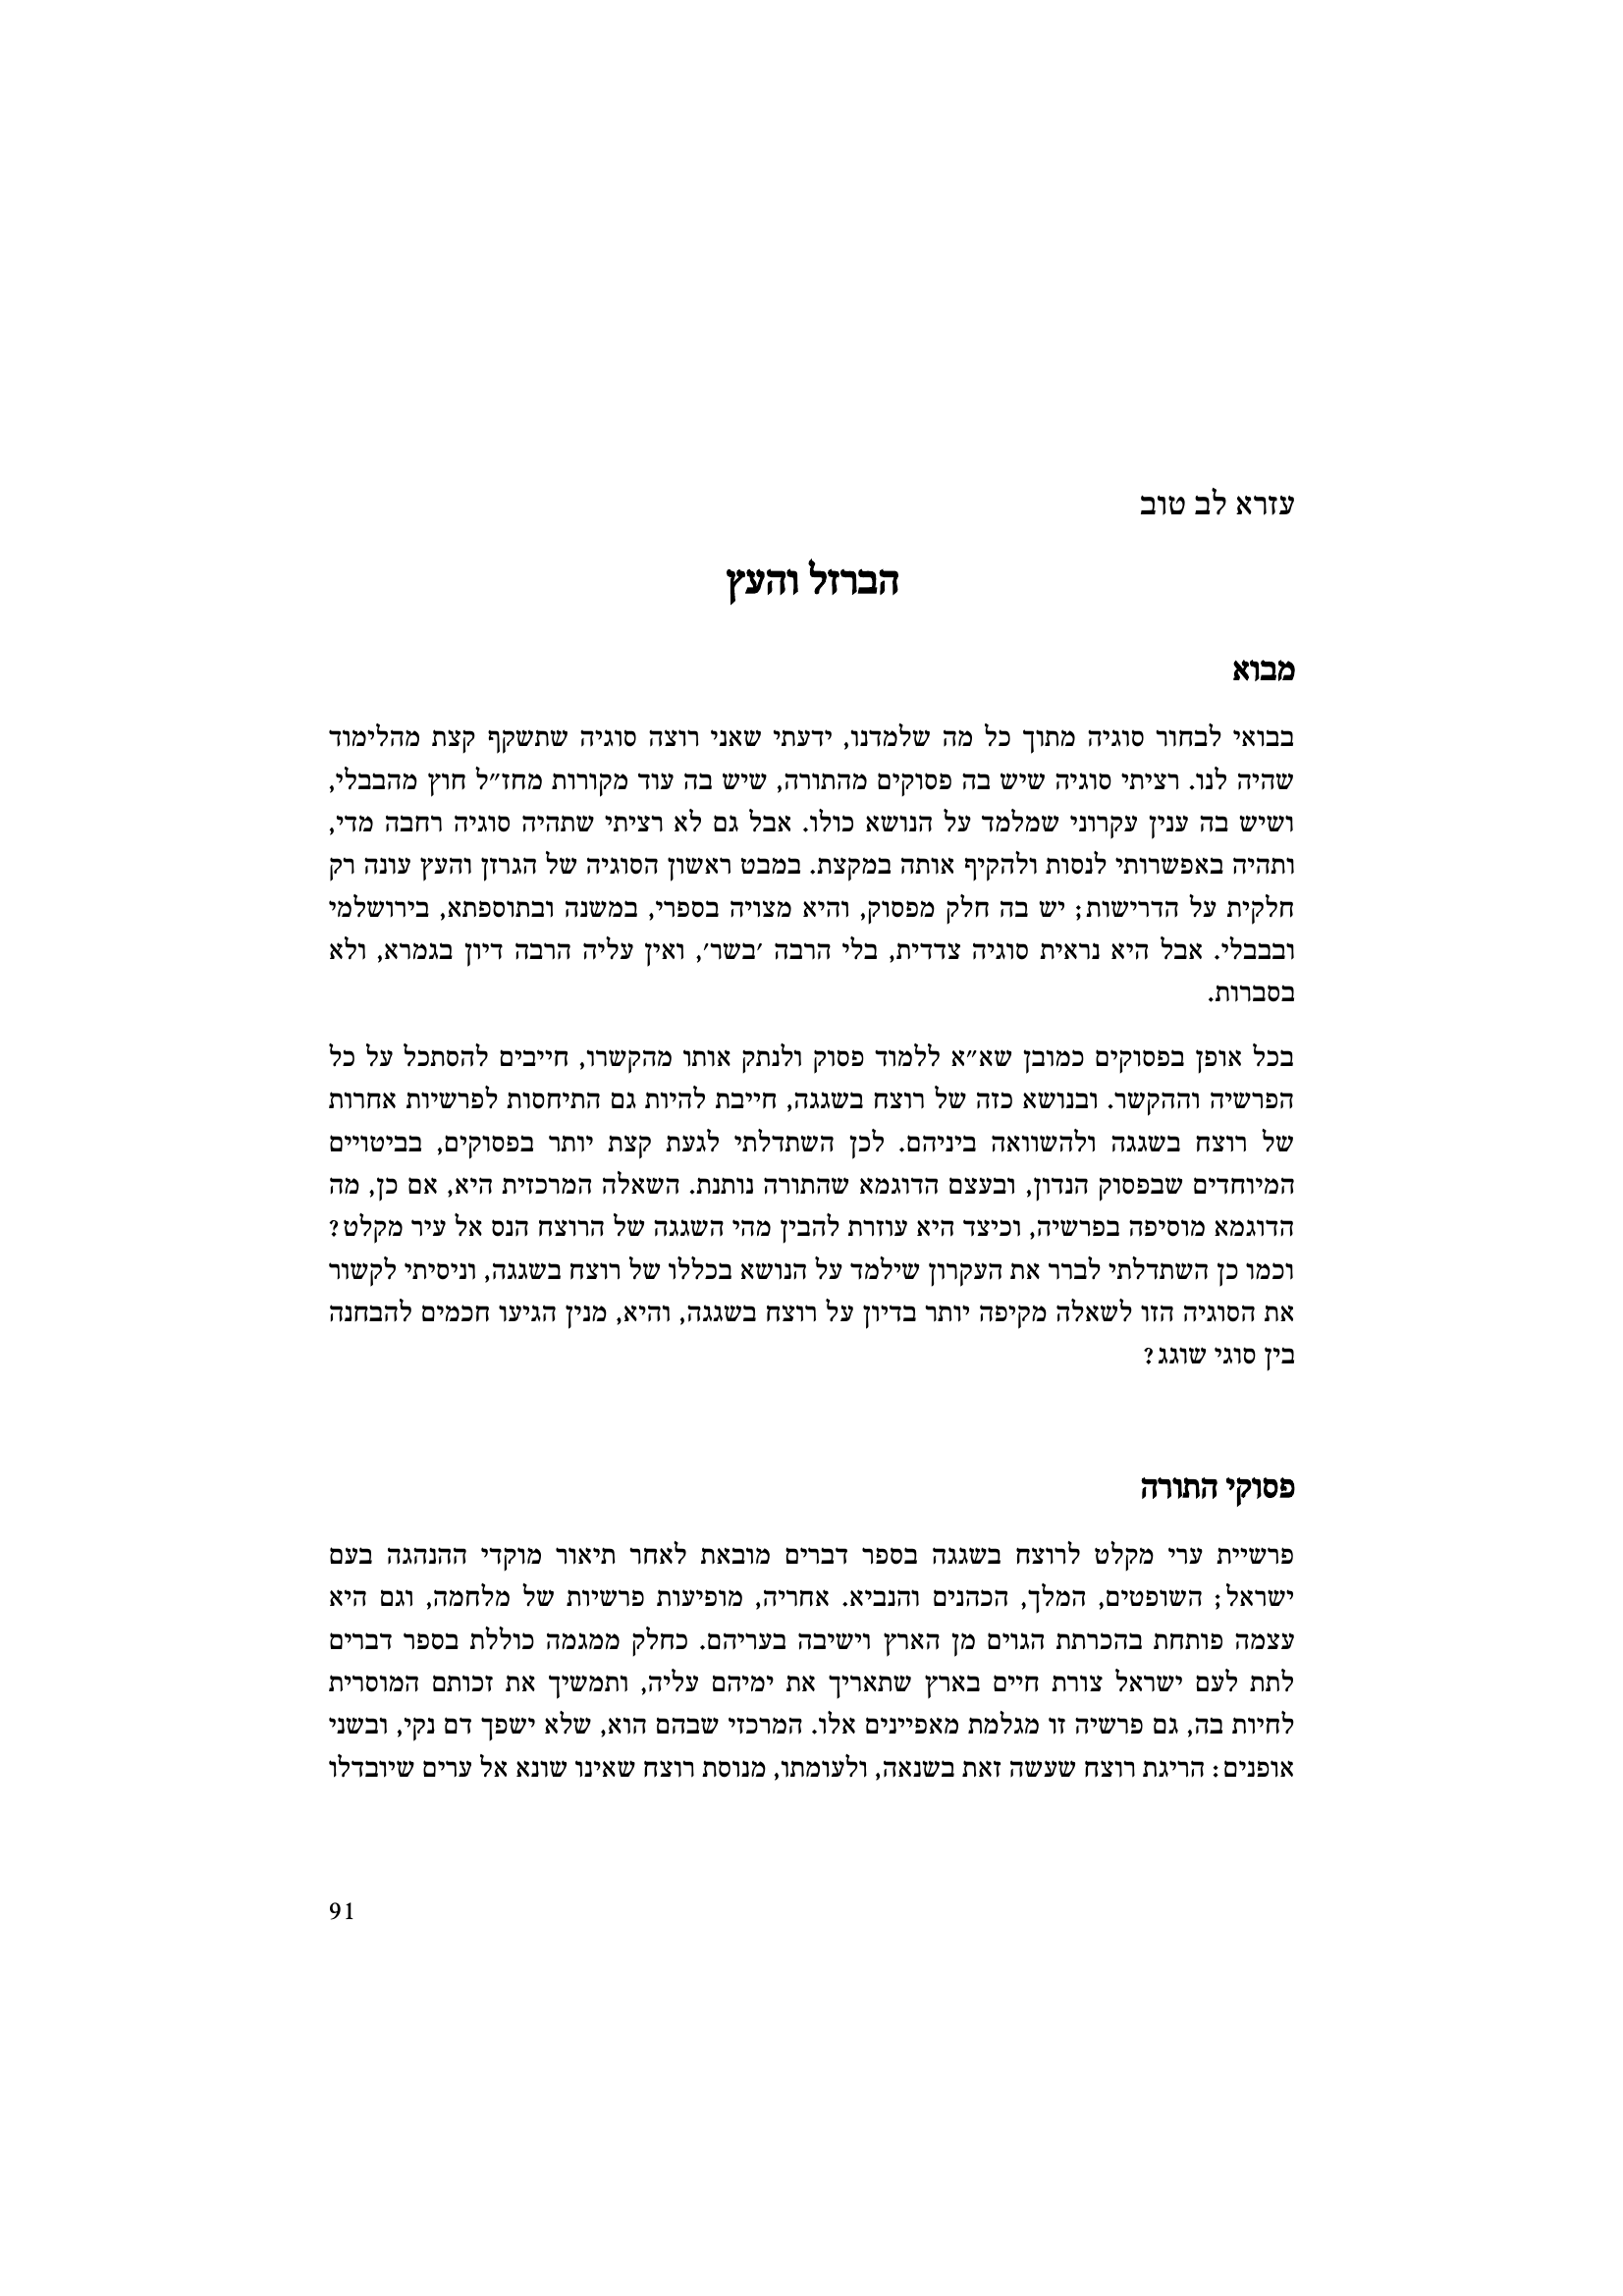 עזרא לב טוב
הברזל והעץ
מבוא
בבואי לבחור סוגיה מתוך כל מה שלמדנו, ידעתי שאני רוצה סוגיה שתשקף קצת מהלימוד
שהיה לנו. רציתי סוגיה שיש בה פסוקים מהתורה, שיש בה עוד מקורות מחז״ל חוץ מהבבלי,
ושיש בה ענין עקרוני שמלמד על הנושא כולו. אבל גם לא רציתי שתהיה סוגיה רחבה מדי,
ותהיה באפשרותי לנסות ולהקיף אותה במקצת. במבט ראשון הסוגיה של הגרזן והעץ עונה רק
חלקית על הדרישות; יש בה חלק מפסוק, והיא מצויה בספרי, במשנה ובתוספתא, בירושלמי
ובבבלי. אבל היא נראית סוגיה צדדית, בלי הרבה ׳בשר׳, ואין עליה הרבה דיון בגמרא, ולא
בסברות.
בכל אופן בפסוקים כמובן שא״א ללמוד פסוק ולנתק אותו מהקשרו, חייבים להסתכל על כל
הפרשיה וההקשר. ובנושא כזה של רוצח בשגגה, חייבת להיות גם התיחסות לפרשיות אחרות
של רוצח בשגגה ולהשוואה ביניהם. לכן השתדלתי לגעת קצת יותר בפסוקים, בביטויים
המיוחדים שבפסוק הנדון, ובעצם הדוגמא שהתורה נותנת. השאלה המרכזית היא, אם כן, מה
הדוגמא מוסיפה בפרשיה, וכיצד היא עוזרת להבין מהי השגגה של הרוצח הנס אל עיר מקלט?
וכמו כן השתדלתי לברר את העקרון שילמד על הנושא בכללו של רוצח בשגגה, וניסיתי לקשור
את הסוגיה הזו לשאלה מקיפה יותר בדיון על רוצח בשגגה, והיא, מנין הגיעו חכמים להבחנה
בין סוגי שוגג?
פסוקי התורה
פרשיית ערי מקלט לרוצח בשגגה בספר דברים מובאת לאחר תיאור מוקדי ההנהגה בעם
ישראל; השופטים, המלך, הכהנים והנביא. אחריה, מופיעות פרשיות של מלחמה, וגם היא
עצמה פותחת בהכרתת הגוים מן הארץ וישיבה בעריהם. כחלק ממגמה כוללת בספר דברים
לתת לעם ישראל צורת חיים בארץ שתאריך את ימיהם עליה, ותמשיך את זכותם המוסרית
לחיות בה, גם פרשיה זו מגלמת מאפיינים אלו. המרכזי שבהם הוא, שלא ישפך דם נקי, ובשני
אופנים: הריגת רוצח שעשה זאת בשנאה, ולעומתו, מנוסת רוצח שאינו שונא אל ערים שיובדלו
91